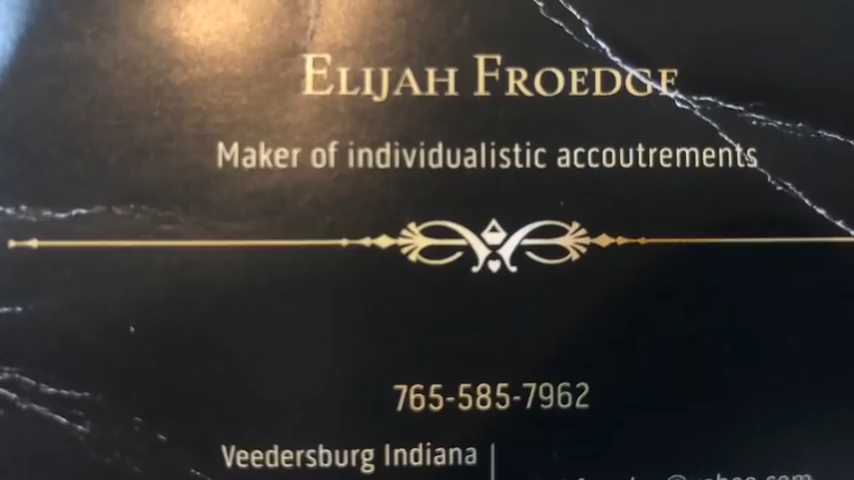 Elijah Froedge
Maker of individualistic accoutrements
765-585-7962
Veedersburg Indiana